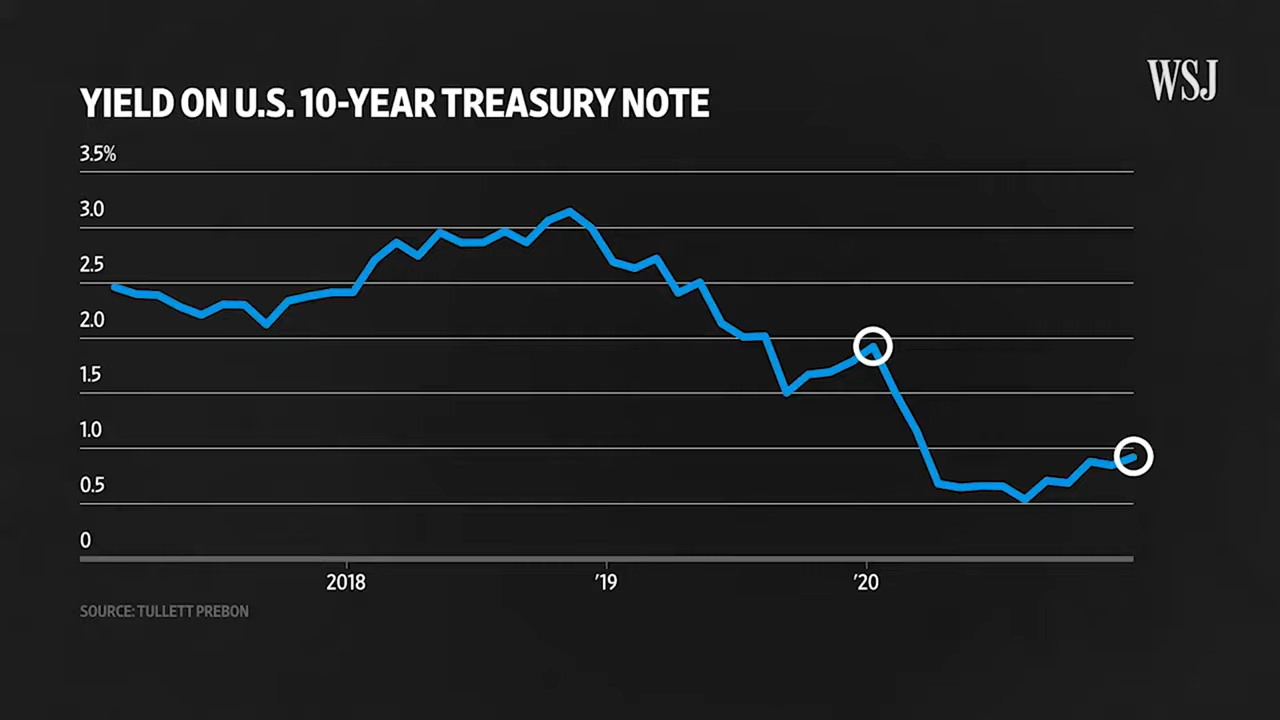 WSJ
YIELD ON U.S. 10-YEAR TREASURY NOTE
3.5%
3.0
2.5
2.0
1.5
1.0
0.5
0
2018 '19 '20
SOURCE: TULLETT PREBON